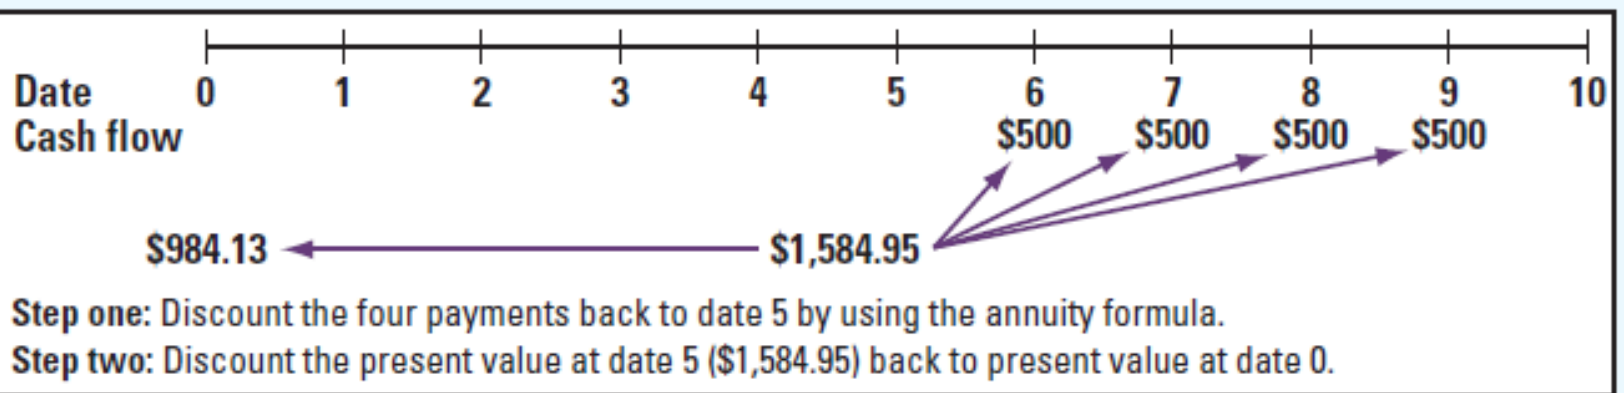 Date 0 1 2 3 4 5 6 7 8 9 10
Cash flow $500 $500 $500 $500
$984.13 $1,584.95
Step one: Discount the four payments back to date 5 by using the annuity formula.
Step two: Discount the present value at date 5 ($1,584.95) back to present value at date 0.